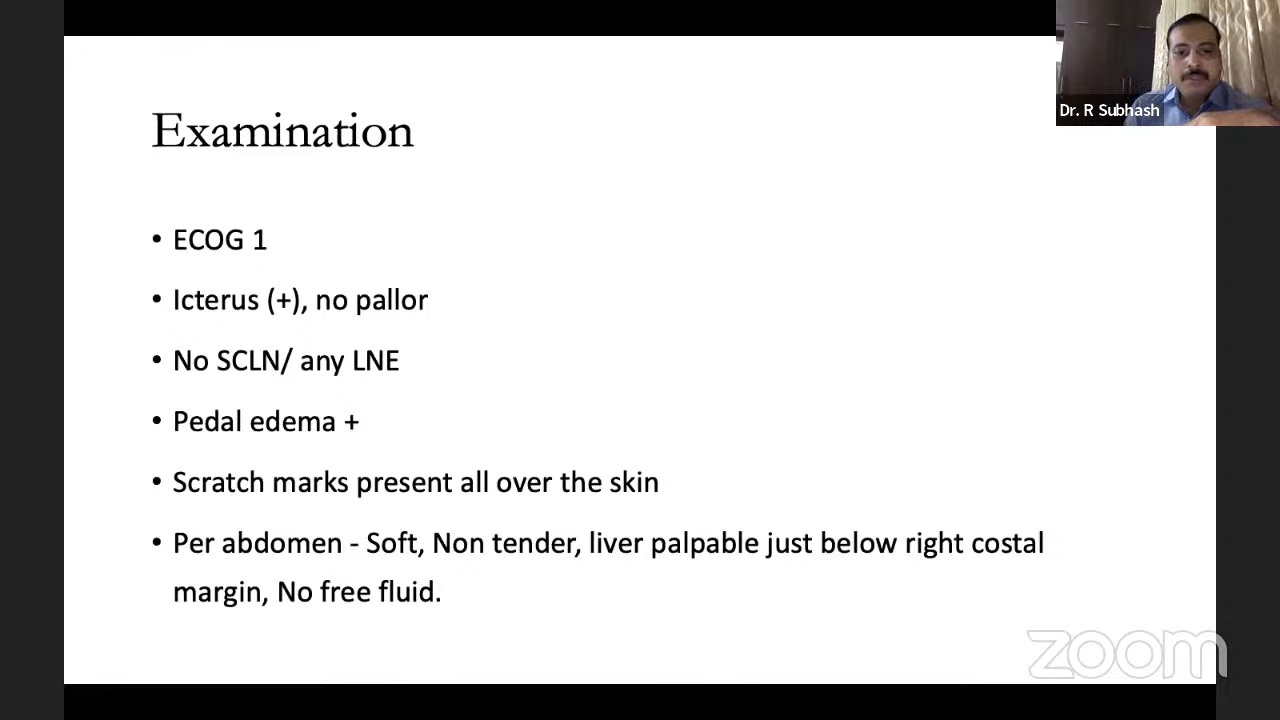 Dr. R Subhash
Examination
• ECOG 1
• Icterus (+), no pallor
• No SCLN/ any LNE
• Pedal edema +
• Scratch marks present all over the skin
• Per abdomen - Soft, Non tender, liver palpable just below right costal
margin, No free fluid.
zoom